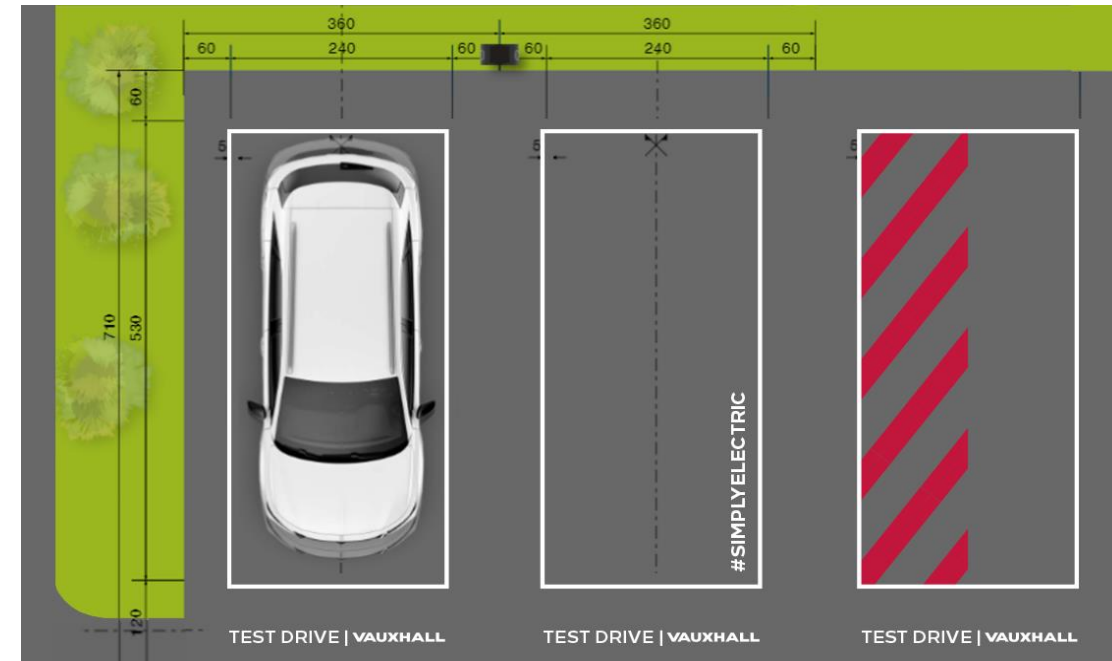 360 360
60 240 60 60 240 60
60
5 5 5
710 530
#SIMPLYELECTRIC
120
TEST DRIVE | VAUXHALL TEST DRIVE | VAUXHALL TEST DRIVE | VAUXHALL